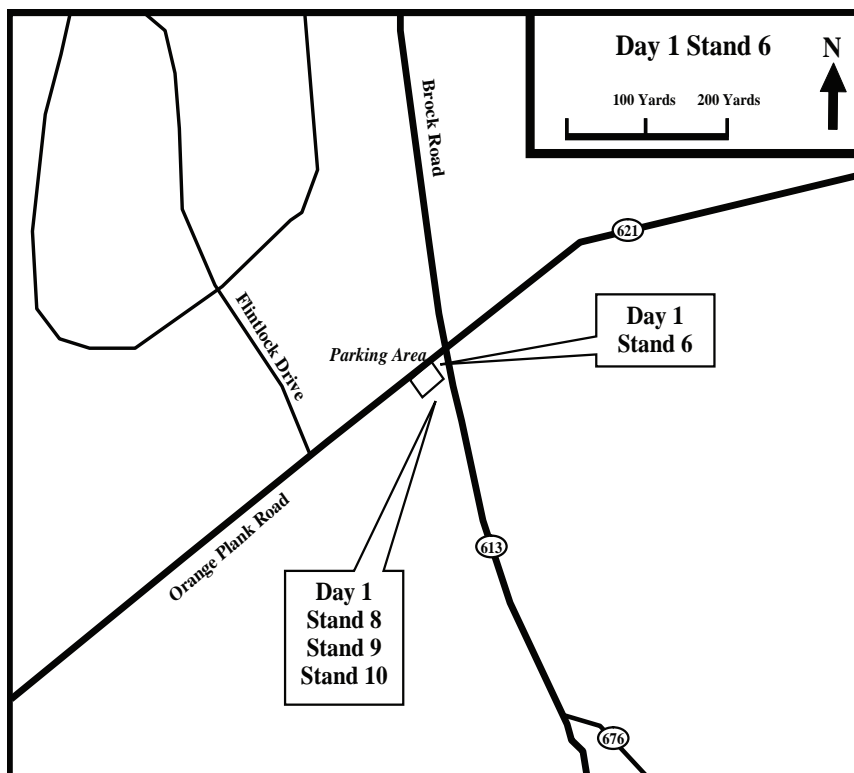 Day 1 Stand 6
N
100 Yards 200 Yards
Brock Road
621
Day 1
Stand 6
Flintlock Drive
Parking Area
Orange Plank Road
613
Day 1
Stand 8
Stand 9
Stand 10
676